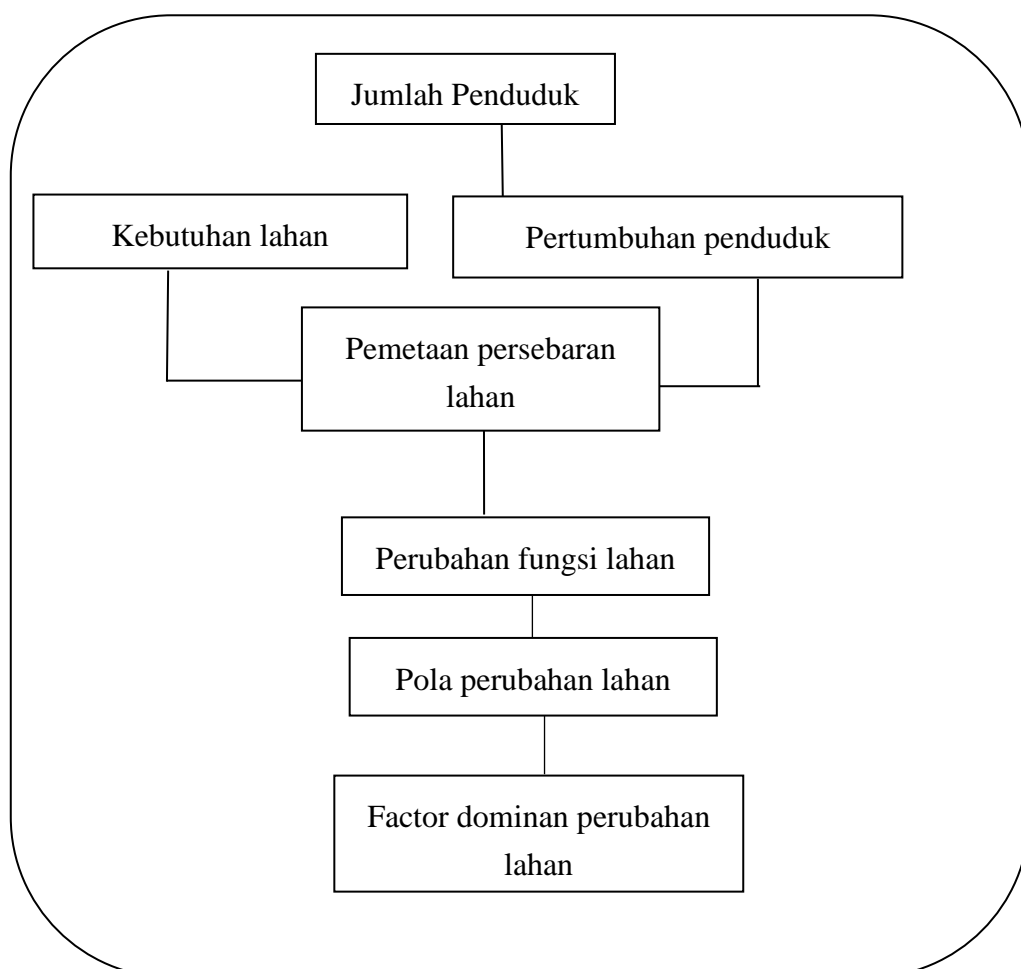 Jumlah Penduduk
Kebutuhan lahan
Pertumbuhan penduduk
Pemetaan persebaran
lahan
Perubahan fungsi lahan
Pola perubahan lahan
Factor dominan perubahan
lahan